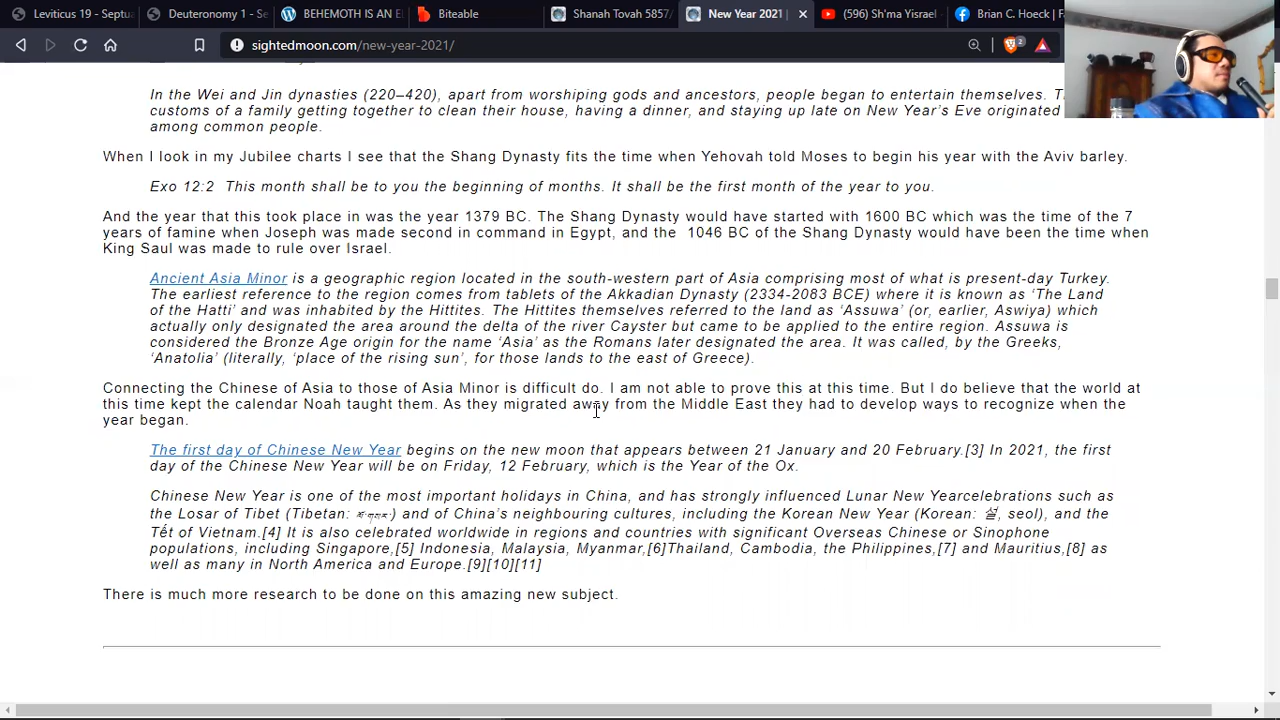 Leviticus 19 - Septua
Deuteronomy 1 - Se
BEHEMOTH IS AN E
Biteable
Shanah Tovah 5857/
New Year 2021 |
(596) Sh'ma Yisrael
Brian C. Hoeck | Fa
sightedmoon.com/new-year-2021/
2
In the Wei and Jin dynasties (220–420), apart from worshiping gods and ancestors, people began to entertain themselves. T
customs of a family getting together to clean their house, having a dinner, and staying up late on New Year's Eve originated
among common people.
When I look in my Jubilee charts I see that the Shang Dynasty fits the time when Yehovah told Moses to begin his year with the Aviv barley.
Exo 12:2 This month shall be to you the beginning of months. It shall be the first month of the year to you.
And the year that this took place in was the year 1379 BC. The Shang Dynasty would have started with 1600 BC which was the time of the 7
years of famine when Joseph was made second in command in Egypt, and the 1046 BC of the Shang Dynasty would have been the time when
King Saul was made to rule over Israel.
Ancient Asia Minor is a geographic region located in the south-western part of Asia comprising most of what is present-day Turkey.
The earliest reference to the region comes from tablets of the Akkadian Dynasty (2334-2083 BCE) where it is known as 'The Land
of the Hatti' and was inhabited by the Hittites. The Hittites themselves referred to the land as 'Assuwa' (or, earlier, Aswiya) which
actually only designated the area around the delta of the river Cayster but came to be applied to the entire region. Assuwa is
considered the Bronze Age origin for the name 'Asia' as the Romans later designated the area. It was called, by the Greeks,
'Anatolia' (literally, 'place of the rising sun', for those lands to the east of Greece).
Connecting the Chinese of Asia to those of Asia Minor is difficult do. I am not able to prove this at this time. But I do believe that the world at
this time kept the calendar Noah taught them. As they migrated away from the Middle East they had to develop ways to recognize when the
year began.
The first day of Chinese New Year begins on the new moon that appears between 21 January and 20 February.[3] In 2021, the first
day of the Chinese New Year will be on Friday, 12 February, which is the Year of the Ox.
Chinese New Year is one of the most important holidays in China, and has strongly influenced Lunar New Yearcelebrations such as
the Losar of Tibet (Tibetan: ) and of China's neighbouring cultures, including the Korean New Year (Korean: 설, seol), and the
Tết of Vietnam.[4] It is also celebrated worldwide in regions and countries with significant Overseas Chinese or Sinophone
populations, including Singapore,[5] Indonesia, Malaysia, Myanmar,[6]Thailand, Cambodia, the Philippines,[7] and Mauritius,[8] as
well as many in North America and Europe.[9][10][11]
There is much more research to be done on this amazing new subject.